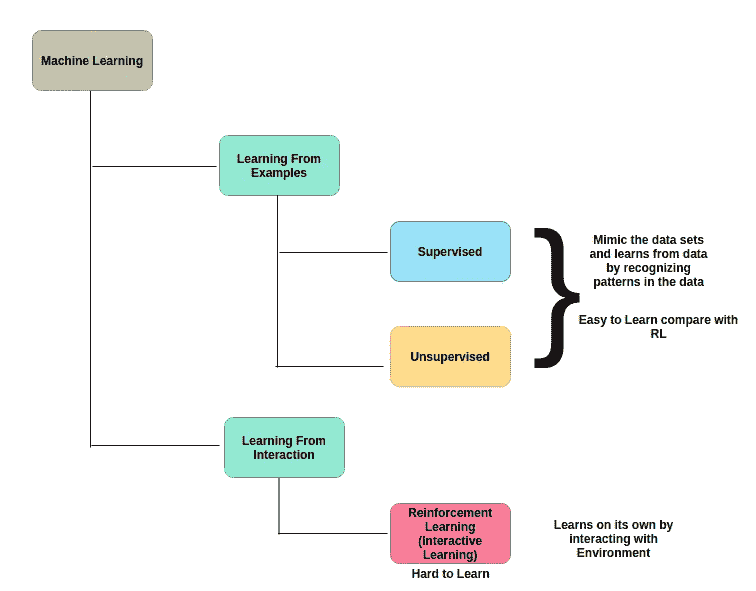 Machine Learning
Learning From
Examples
Supervised
Mimic the data sets
and learns from data
by recognizing
patterns in the data
Easy to Learn compare with
RL
Unsupervised
Learning From
Interaction
Reinforcement
Learning
(Interactive
Learning)
Hard to Learn
Learns on its own by
interacting with
Environment